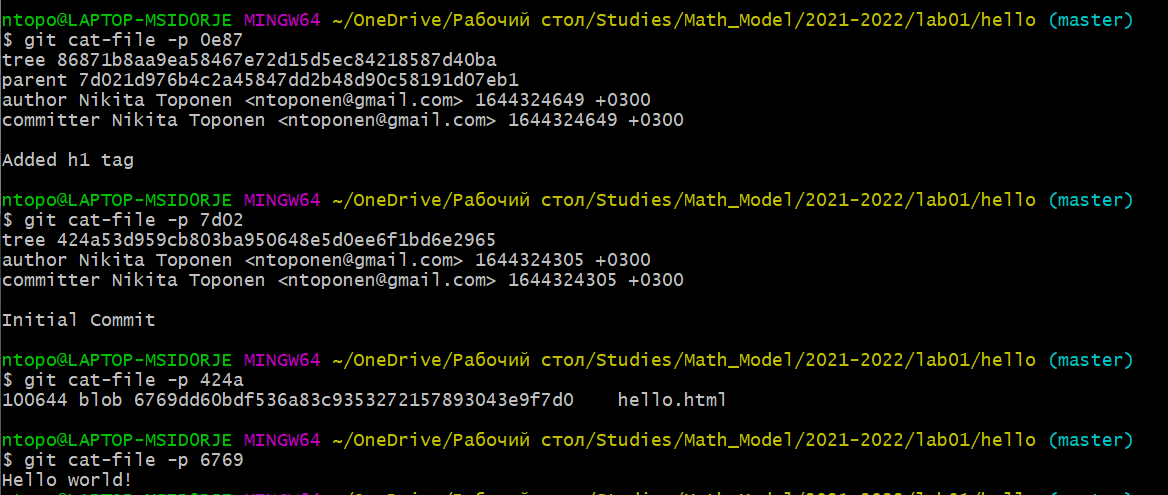 ntopo@LAPTOP-MSIDORJE MINGW64 ~/OneDrive/Рабочий стол/Studies/Math_Model/2021-2022/lab01/hello (master)
$ git cat-file -p 0e87
tree 86871b8aa9ea58467e72d15d5ec84218587d40ba
parent 7d021d976b4c2a45847dd2b48d90c58191d07eb1
author Nikita Toponen <ntoponen@gmail.com> 1644324649 +0300
committer Nikita Toponen <ntoponen@gmail.com> 1644324649 +0300
Added h1 tag
ntopo@LAPTOP-MSIDORJE MINGW64 ~/OneDrive/Рабочий стол/Studies/Math_Model/2021-2022/lab01/hello (master)
$ git cat-file -p 7d02
tree 424a53d959cb803ba950648e5d0ee6f1bd6e2965
author Nikita Toponen <ntoponen@gmail.com> 1644324305 +0300
committer Nikita Toponen <ntoponen@gmail.com> 1644324305 +0300
Initial Commit
ntopo@LAPTOP-MSIDORJE MINGW64 ~/OneDrive/Рабочий стол/Studies/Math_Model/2021-2022/lab01/hello (master)
$ git cat-file -p 424a
100644 blob 6769dd60bdf536a83c9353272157893043e9f7d0    hello.html
ntopo@LAPTOP-MSIDORJE MINGW64 ~/OneDrive/Рабочий стол/Studies/Math_Model/2021-2022/lab01/hello (master)
$ git cat-file -p 6769
Hello world!